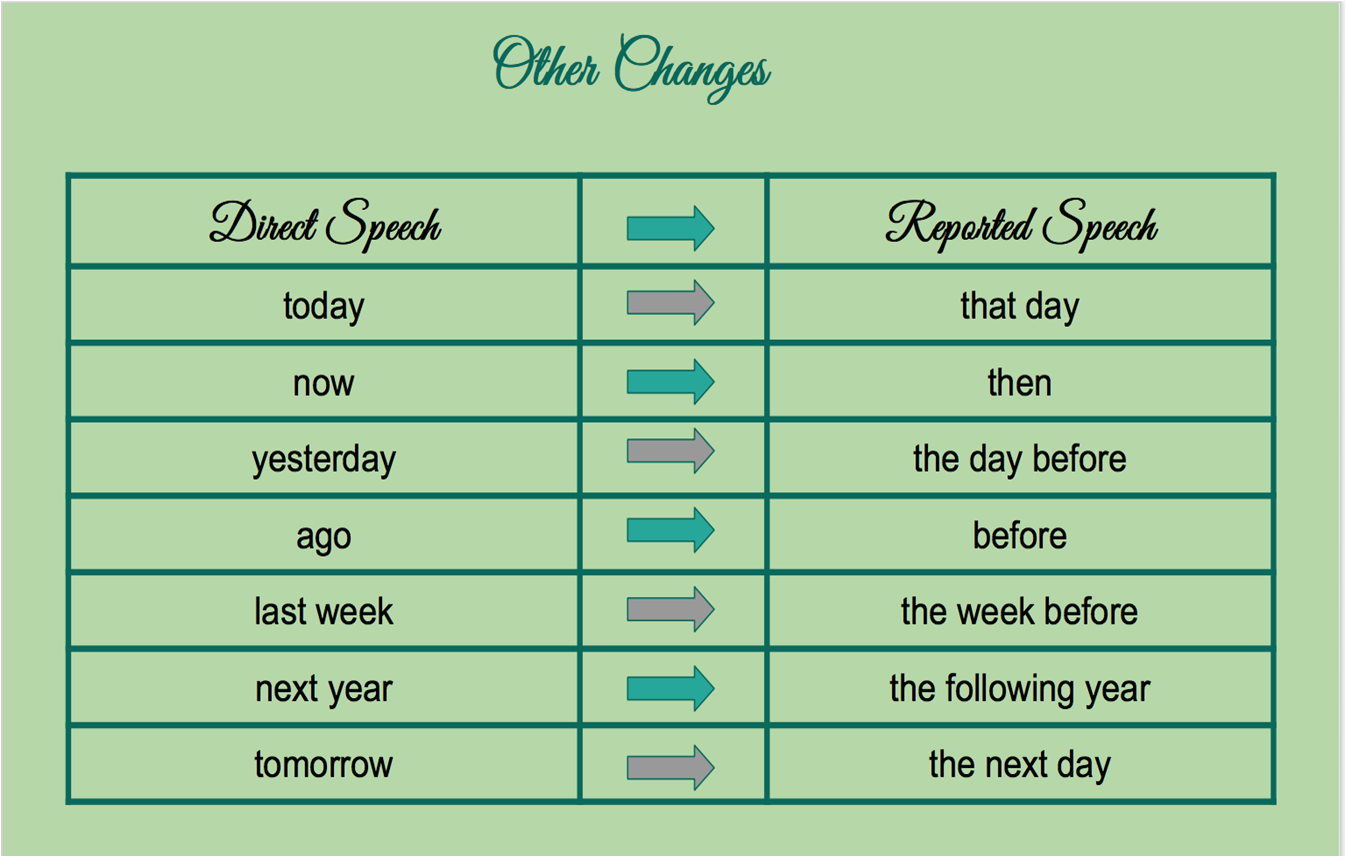 Other Changes
Direct Speech Reported Speech
today that day
now then
yesterday the day before
ago before
last week the week before
next year the following year
tomorrow the next day